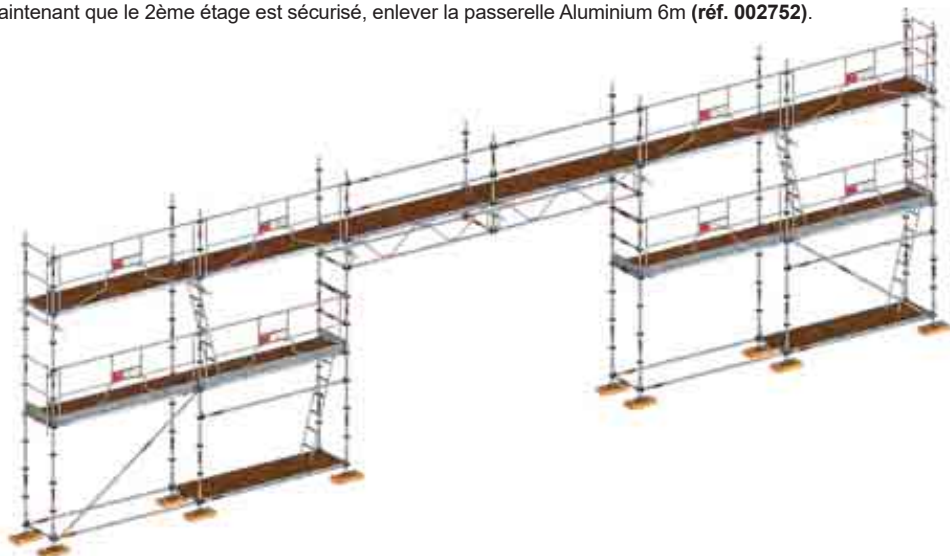 aintenant que le 2ème étage est sécurisé, enlever la passerelle Aluminium 6m (réf. 002752).